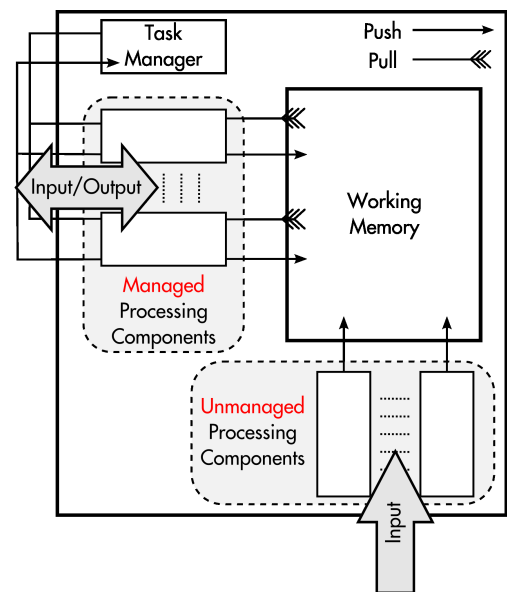 Task
Manager
Push
Pull
Input/Output
Working
Memory
Managed
Processing
Components
Unmanaged
Processing
Components
Input